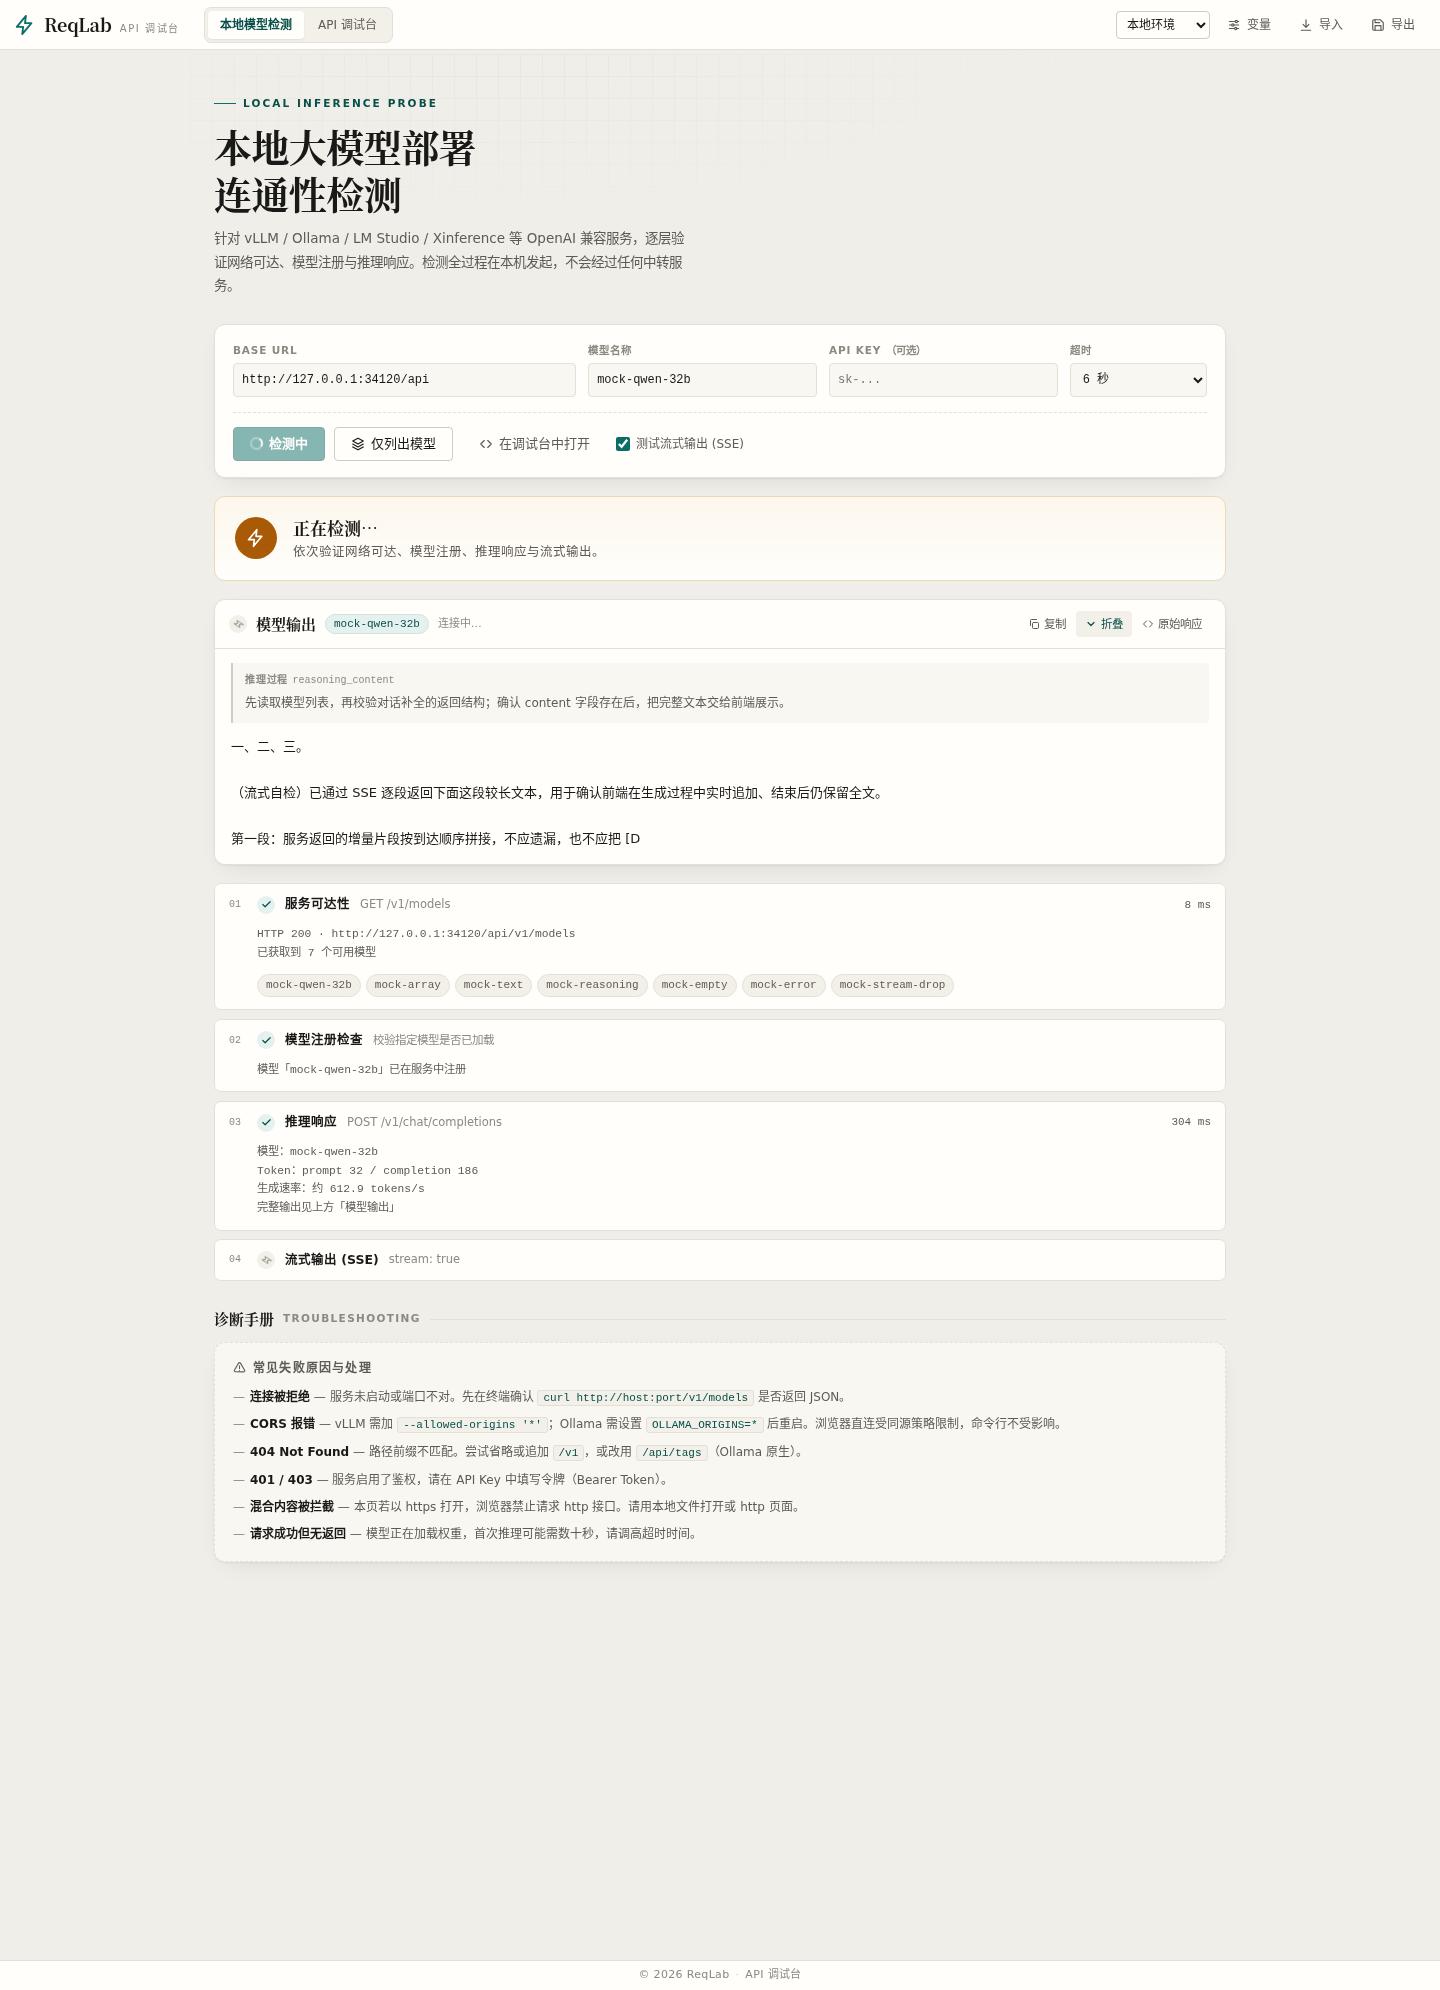 ReqLab API 调试台
本地模型检测 API 调试台
本地环境 变量 导入 导出
LOCAL INFERENCE PROBE
本地大模型部署
连通性检测
针对 vLLM / Ollama / LM Studio / Xinference 等 OpenAI 兼容服务，逐层验
证网络可达、模型注册与推理响应。检测全过程在本机发起，不会经过任何中转服
务。
BASE URL 模型名称 API KEY （可选） 超时
http://127.0.0.1:34120/api mock-qwen-32b sk-... 6 秒
检测中 仅列出模型 在调试台中打开 测试流式输出 (SSE)
正在检测…
依次验证网络可达、模型注册、推理响应与流式输出。
模型输出 mock-qwen-32b 连接中… 复制 折叠 原始响应
推理过程 reasoning_content
先读取模型列表，再校验对话补全的返回结构；确认 content 字段存在后，把完整文本交给前端展示。
一、二、三。
（流式自检）已通过 SSE 逐段返回下面这段较长文本，用于确认前端在生成过程中实时追加、结束后仍保留全文。
第一段：服务返回的增量片段按到达顺序拼接，不应遗漏，也不应把 [D
01 服务可达性 GET /v1/models 8 ms
HTTP 200 · http://127.0.0.1:34120/api/v1/models
已获取到 7 个可用模型
mock-qwen-32b mock-array mock-text mock-reasoning mock-empty mock-error mock-stream-drop
02 模型注册检查 校验指定模型是否已加载
模型「mock-qwen-32b」已在服务中注册
03 推理响应 POST /v1/chat/completions 304 ms
模型：mock-qwen-32b
Token：prompt 32 / completion 186
生成速率：约 612.9 tokens/s
完整输出见上方「模型输出」
04 流式输出 (SSE) stream: true
诊断手册 TROUBLESHOOTING
常见失败原因与处理
— 连接被拒绝 — 服务未启动或端口不对。先在终端确认 curl http://host:port/v1/models 是否返回 JSON。
— CORS 报错 — vLLM 需加 --allowed-origins '*'；Ollama 需设置 OLLAMA_ORIGINS=* 后重启。浏览器直连受同源策略限制，命令行不受影响。
— 404 Not Found — 路径前缀不匹配。尝试省略或追加 /v1，或改用 /api/tags（Ollama 原生）。
— 401 / 403 — 服务启用了鉴权，请在 API Key 中填写令牌（Bearer Token）。
— 混合内容被拦截 — 本页若以 https 打开，浏览器禁止请求 http 接口。请用本地文件打开或 http 页面。
— 请求成功但无返回 — 模型正在加载权重，首次推理可能需数十秒，请调高超时时间。
© 2026 ReqLab · API 调试台